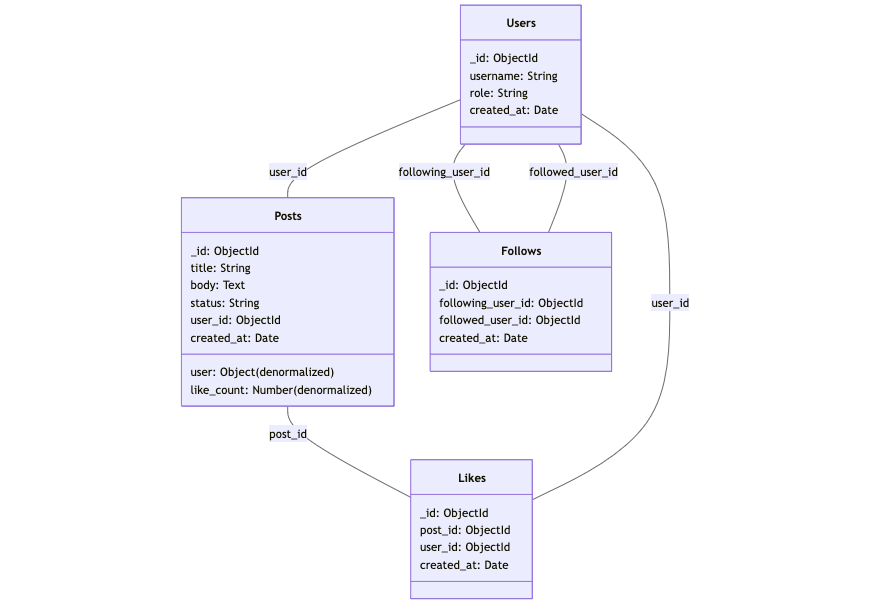 Users
_id: ObjectId
username: String
role: String
created_at: Date
user_id
following_user_id
followed_user_id
Posts
_id: ObjectId
title: String
body: Text
status: String
user_id: ObjectId
created_at: Date
user: Object(denormalized)
like_count: Number(denormalized)
Follows
_id: ObjectId
following_user_id: ObjectId
followed_user_id: ObjectId
created_at: Date
user_id
post_id
Likes
_id: ObjectId
post_id: ObjectId
user_id: ObjectId
created_at: Date